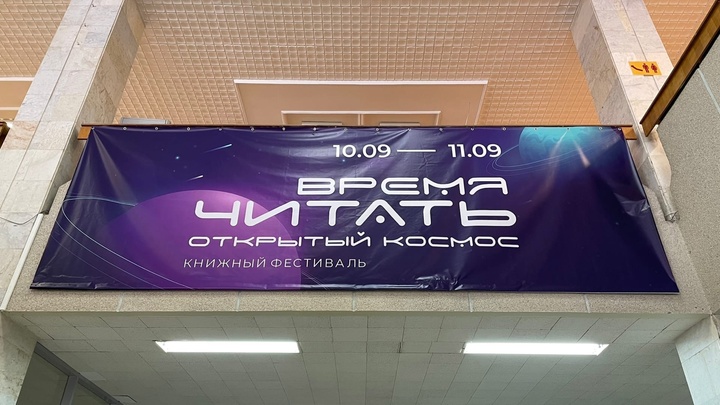 10.09 — 11.09
ВРЕМЯ
ЧИТАТЬ
ОТКРЫТЫЙ КОСМОС
КНИЖНЫЙ ФЕСТИВАЛЬ